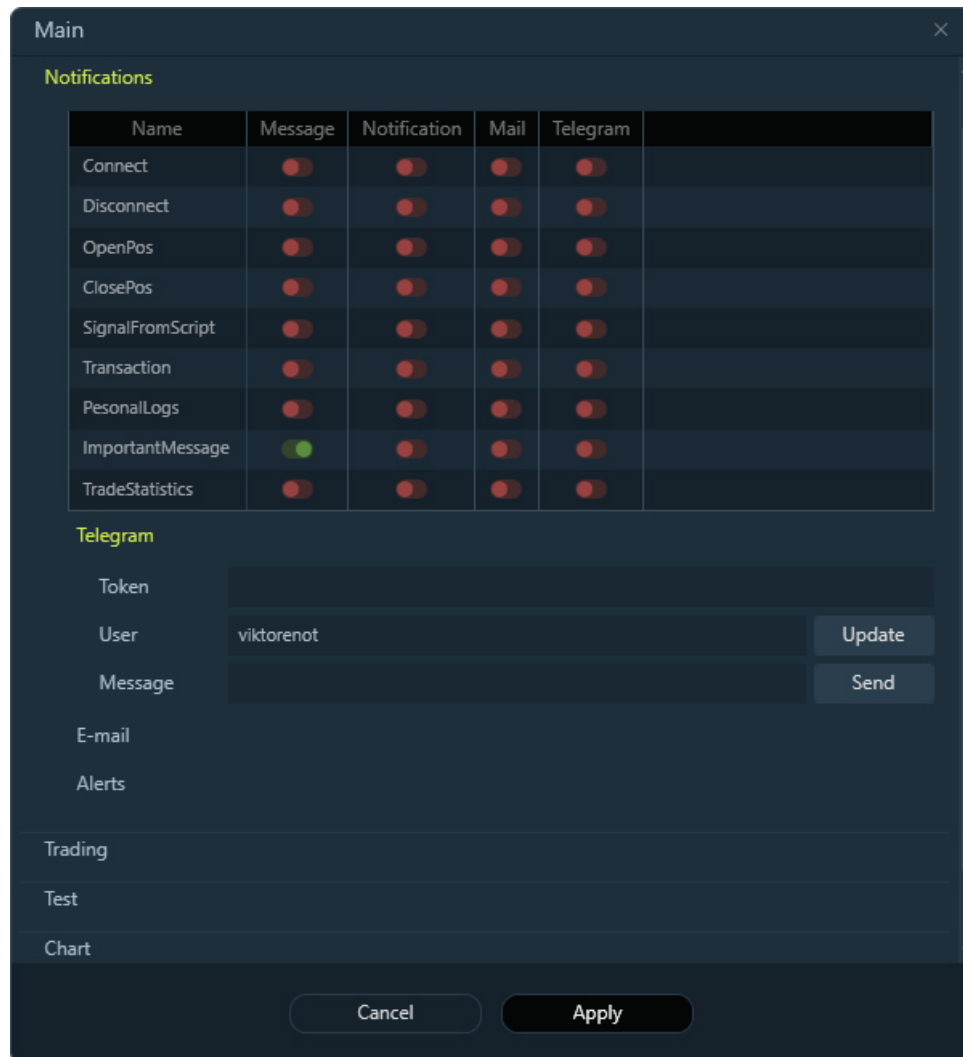 Main
Notifications
Name Message Notification Mail Telegram
Connect
Disconnect
OpenPos
ClosePos
SignalFromScript
Transaction
PesonalLogs
ImportantMessage
TradeStatistics
Telegram
Token
User viktorenot Update
Message Send
E-mail
Alerts
Trading
Test
Chart
Cancel Apply